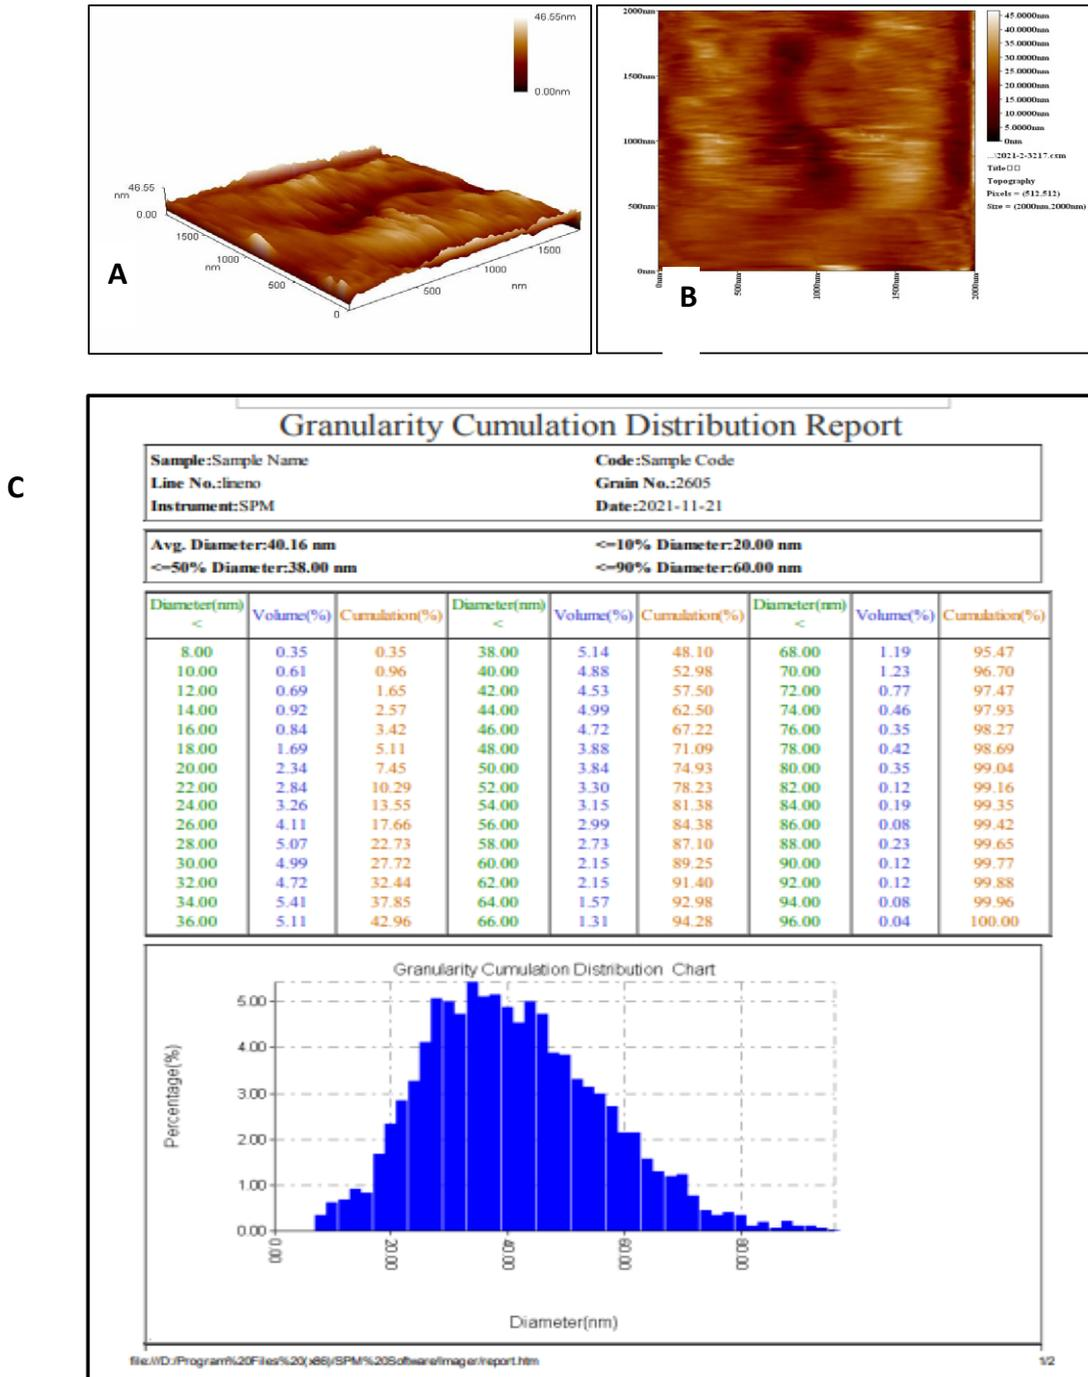 46.55nm
0.00nm
nm
46.55
0.00
1500
1000
nm
500
0
500
1000
1500
nm
A
2000nm
1500nm
1000nm
500nm
0nm
0nm
500nm
1000nm
1500nm
2000nm
45.0000nm
40.0000nm
35.0000nm
30.0000nm
25.0000nm
20.0000nm
15.0000nm
10.0000nm
5.0000nm
0nm
...\2021-2-3217.csm
Title□□
Topography
Pixels = (512,512)
Size = (2000nm,2000nm)
B
C
Granularity Cumulation Distribution Report
Sample:Sample Name Code:Sample Code
Line No.:lineno Grain No.:2605
Instrument:SPM Date:2021-11-21
Avg. Diameter:40.16 nm <=10% Diameter:20.00 nm
<=50% Diameter:38.00 nm <=90% Diameter:60.00 nm
Diameter(nm) < Volume(%) Cumulation(%) Diameter(nm) < Volume(%) Cumulation(%) Diameter(nm) < Volume(%) Cumulation(%)
8.00 0.35 0.35 38.00 5.14 48.10 68.00 1.19 95.47
10.00 0.61 0.96 40.00 4.88 52.98 70.00 1.23 96.70
12.00 0.69 1.65 42.00 4.53 57.50 72.00 0.77 97.47
14.00 0.92 2.57 44.00 4.99 62.50 74.00 0.46 97.93
16.00 0.84 3.42 46.00 4.72 67.22 76.00 0.35 98.27
18.00 1.69 5.11 48.00 3.88 71.09 78.00 0.42 98.69
20.00 2.34 7.45 50.00 3.84 74.93 80.00 0.35 99.04
22.00 2.84 10.29 52.00 3.30 78.23 82.00 0.12 99.16
24.00 3.26 13.55 54.00 3.15 81.38 84.00 0.19 99.35
26.00 4.11 17.66 56.00 2.99 84.38 86.00 0.08 99.42
28.00 5.07 22.73 58.00 2.73 87.10 88.00 0.23 99.65
30.00 4.99 27.72 60.00 2.15 89.25 90.00 0.12 99.77
32.00 4.72 32.44 62.00 2.15 91.40 92.00 0.12 99.88
34.00 5.41 37.85 64.00 1.57 92.98 94.00 0.08 99.96
36.00 5.11 42.96 66.00 1.31 94.28 96.00 0.04 100.00
Granularity Cumulation Distribution Chart
Percentage(%)
5.00
4.00
3.00
2.00
1.00
0.00
0.00
20.00
40.00
60.00
80.00
Diameter(nm)
file:///D:/Program%20Files%20(x86)/SPM%20Software/Imager/report.htm 1/2